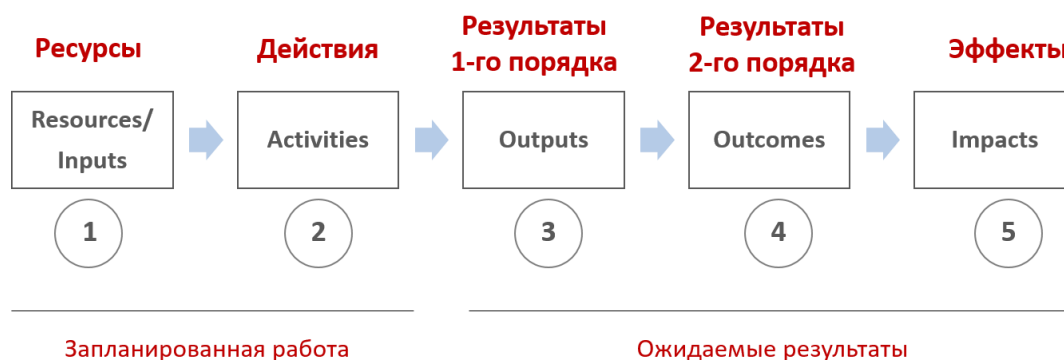 Ресурсы
Действия
Результаты
1-го порядка
Результаты
2-го порядка
Эффекты
Resources/
Inputs
Activities
Outputs
Outcomes
Impacts
1
2
3
4
5
Запланированная работа
Ожидаемые результаты